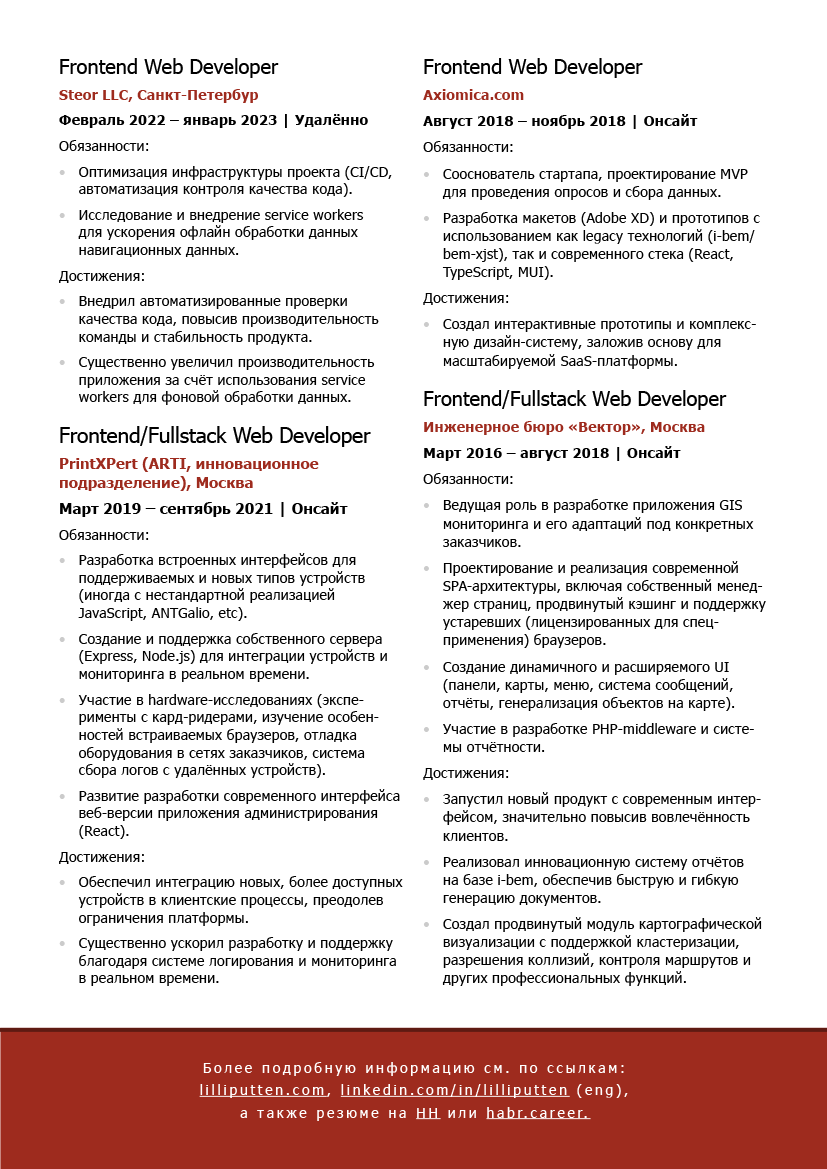 Frontend Web Developer
Steor LLC, Санкт-Петербур
Февраль 2022 – январь 2023 | Удалённо
Обязанности:
• Оптимизация инфраструктуры проекта (CI/CD,
автоматизация контроля качества кода).
• Исследование и внедрение service workers
для ускорения офлайн обработки данных
навигационных данных.
Достижения:
• Внедрил автоматизированные проверки
качества кода, повысив производительность
команды и стабильность продукта.
• Существенно увеличил производительность
приложения за счёт использования service
workers для фоновой обработки данных.
Frontend/Fullstack Web Developer
PrintXPert (ARTI, инновационное
подразделение), Москва
Март 2019 – сентябрь 2021 | Онсайт
Обязанности:
• Разработка встроенных интерфейсов для
поддерживаемых и новых типов устройств
(иногда с нестандартной реализацией
JavaScript, ANTGalio, etc).
• Создание и поддержка собственного сервера
(Express, Node.js) для интеграции устройств и
мониторинга в реальном времени.
• Участие в hardware-исследованиях (экспе-
рименты с кард-ридерами, изучение особен-
ностей встраиваемых браузеров, отладка
оборудования в сетях заказчиков, система
сбора логов с удалённых устройств).
• Развитие разработки современного интерфейса
веб-версии приложения администрирования
(React).
Достижения:
• Обеспечил интеграцию новых, более доступных
устройств в клиентские процессы, преодолев
ограничения платформы.
• Существенно ускорил разработку и поддержку
благодаря системе логирования и мониторинга
в реальном времени.
Frontend Web Developer
Axiomica.com
Август 2018 – ноябрь 2018 | Онсайт
Обязанности:
• Сооснователь стартапа, проектирование MVP
для проведения опросов и сбора данных.
• Разработка макетов (Adobe XD) и прототипов с
использованием как legacy технологий (i-bem/
bem-xjst), так и современного стека (React,
TypeScript, MUI).
Достижения:
• Создал интерактивные прототипы и комплекс-
ную дизайн-систему, заложив основу для
масштабируемой SaaS-платформы.
Frontend/Fullstack Web Developer
Инженерное бюро «Вектор», Москва
Март 2016 – август 2018 | Онсайт
Обязанности:
• Ведущая роль в разработке приложения GIS
мониторинга и его адаптаций под конкретных
заказчиков.
• Проектирование и реализация современной
SPA-архитектуры, включая собственный менед-
жер страниц, продвинутый кэшинг и поддержку
устаревших (лицензированных для спец-
применения) браузеров.
• Создание динамичного и расширяемого UI
(панели, карты, меню, система сообщений,
отчёты, генерализация объектов на карте).
• Участие в разработке PHP-middleware и систе-
мы отчётности.
Достижения:
• Запустил новый продукт с современным интер-
фейсом, значительно повысив вовлечённость
клиентов.
• Реализовал инновационную систему отчётов
на базе i-bem, обеспечив быструю и гибкую
генерацию документов.
• Создал продвинутый модуль картографической
визуализации с поддержкой кластеризации,
разрешения коллизий, контроля маршрутов и
других профессиональных функций.
Более подробную информацию см. по ссылкам:
lilliputten.com, linkedin.com/in/lilliputten (eng),
а также резюме на HH или habr.career.